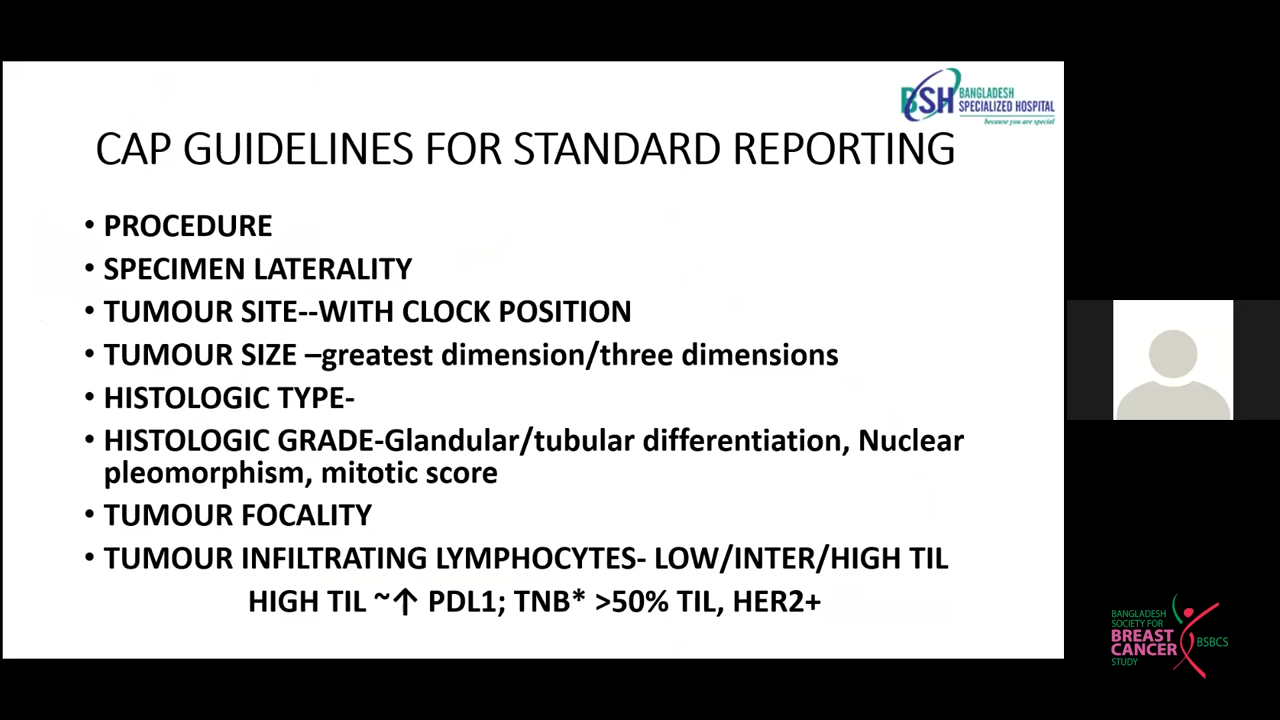 BSH BANGLADESH
SPECIALIZED HOSPITAL
because you are special
CAP GUIDELINES FOR STANDARD REPORTING
• PROCEDURE
• SPECIMEN LATERALITY
• TUMOUR SITE--WITH CLOCK POSITION
• TUMOUR SIZE –greatest dimension/three dimensions
• HISTOLOGIC TYPE-
• HISTOLOGIC GRADE-Glandular/tubular differentiation, Nuclear
pleomorphism, mitotic score
• TUMOUR FOCALITY
• TUMOUR INFILTRATING LYMPHOCYTES- LOW/INTER/HIGH TIL
HIGH TIL ~↑ PDL1; TNB* >50% TIL, HER2+
BANGLADESH
SOCIETY FOR
BREAST
CANCER
STUDY
BSBCS